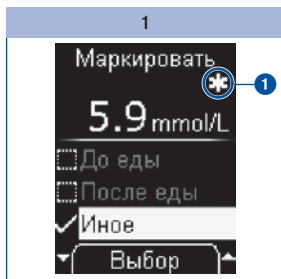 1
Маркировать
✱
1
5.9 mmol/L
До еды
После еды
Иное
Выбор